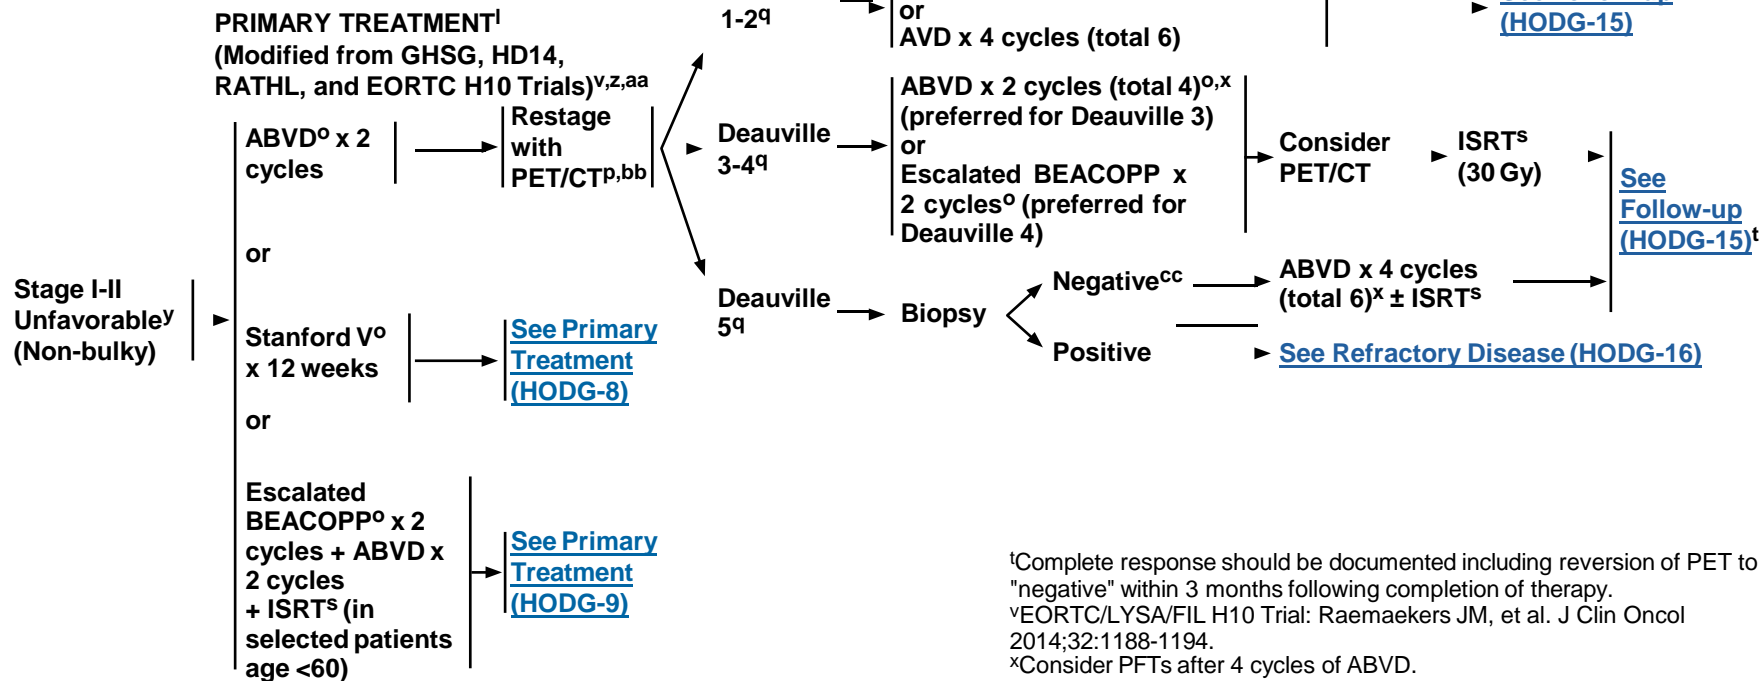 PRIMARY TREATMENTl
(Modified from GHSG, HD14,
RATHL, and EORTC H10 Trials)v,z,aa
Stage I-II
Unfavorabley
(Non-bulky)
ABVDo x 2
cycles
or
Stanford Vo
x 12 weeks
or
Escalated
BEACOPPo x 2
cycles + ABVD x
2 cycles
+ ISRTs (in
selected patients
age <60)
Restage
with
PET/CTp,bb
See Primary
Treatment
(HODG-8)
See Primary
Treatment
(HODG-9)
1-2q
or
AVD x 4 cycles (total 6)
(HODG-15)
Deauville
3-4q
ABVD x 2 cycles (total 4)o,x
(preferred for Deauville 3)
or
Escalated BEACOPP x
2 cycleso (preferred for
Deauville 4)
Consider
PET/CT
ISRTs
(30 Gy)
See
Follow-up
(HODG-15)t
Deauville
5q
Biopsy
Negativecc
ABVD x 4 cycles
(total 6)x ± ISRTs
Positive
See Refractory Disease (HODG-16)
tComplete response should be documented including reversion of PET to
"negative" within 3 months following completion of therapy.
vEORTC/LYSA/FIL H10 Trial: Raemaekers JM, et al. J Clin Oncol
2014;32:1188-1194.
xConsider PFTs after 4 cycles of ABVD.